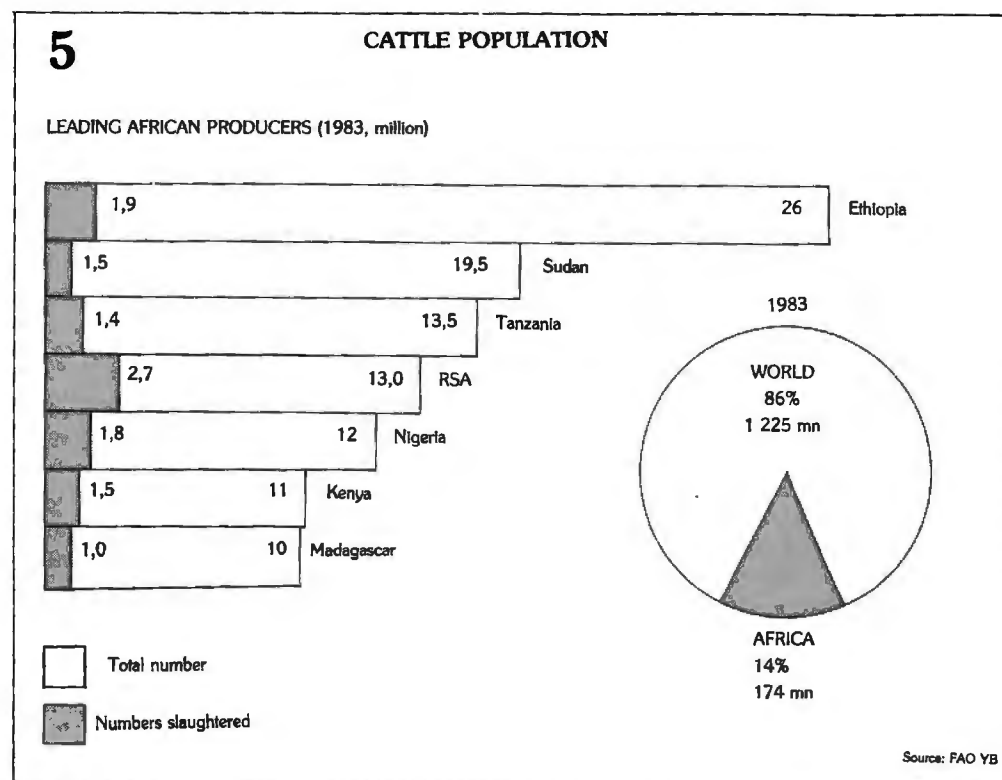 5
CATTLE POPULATION
LEADING AFRICAN PRODUCERS (1983, million)
1,9 26 Ethiopia
1,5 19,5 Sudan
1,4 13,5 Tanzania
2,7 13,0 RSA
1,8 12 Nigeria
1,5 11 Kenya
1,0 10 Madagascar
Total number
Numbers slaughtered
1983
WORLD
86%
1 225 mn
AFRICA
14%
174 mn
Source: FAO YB